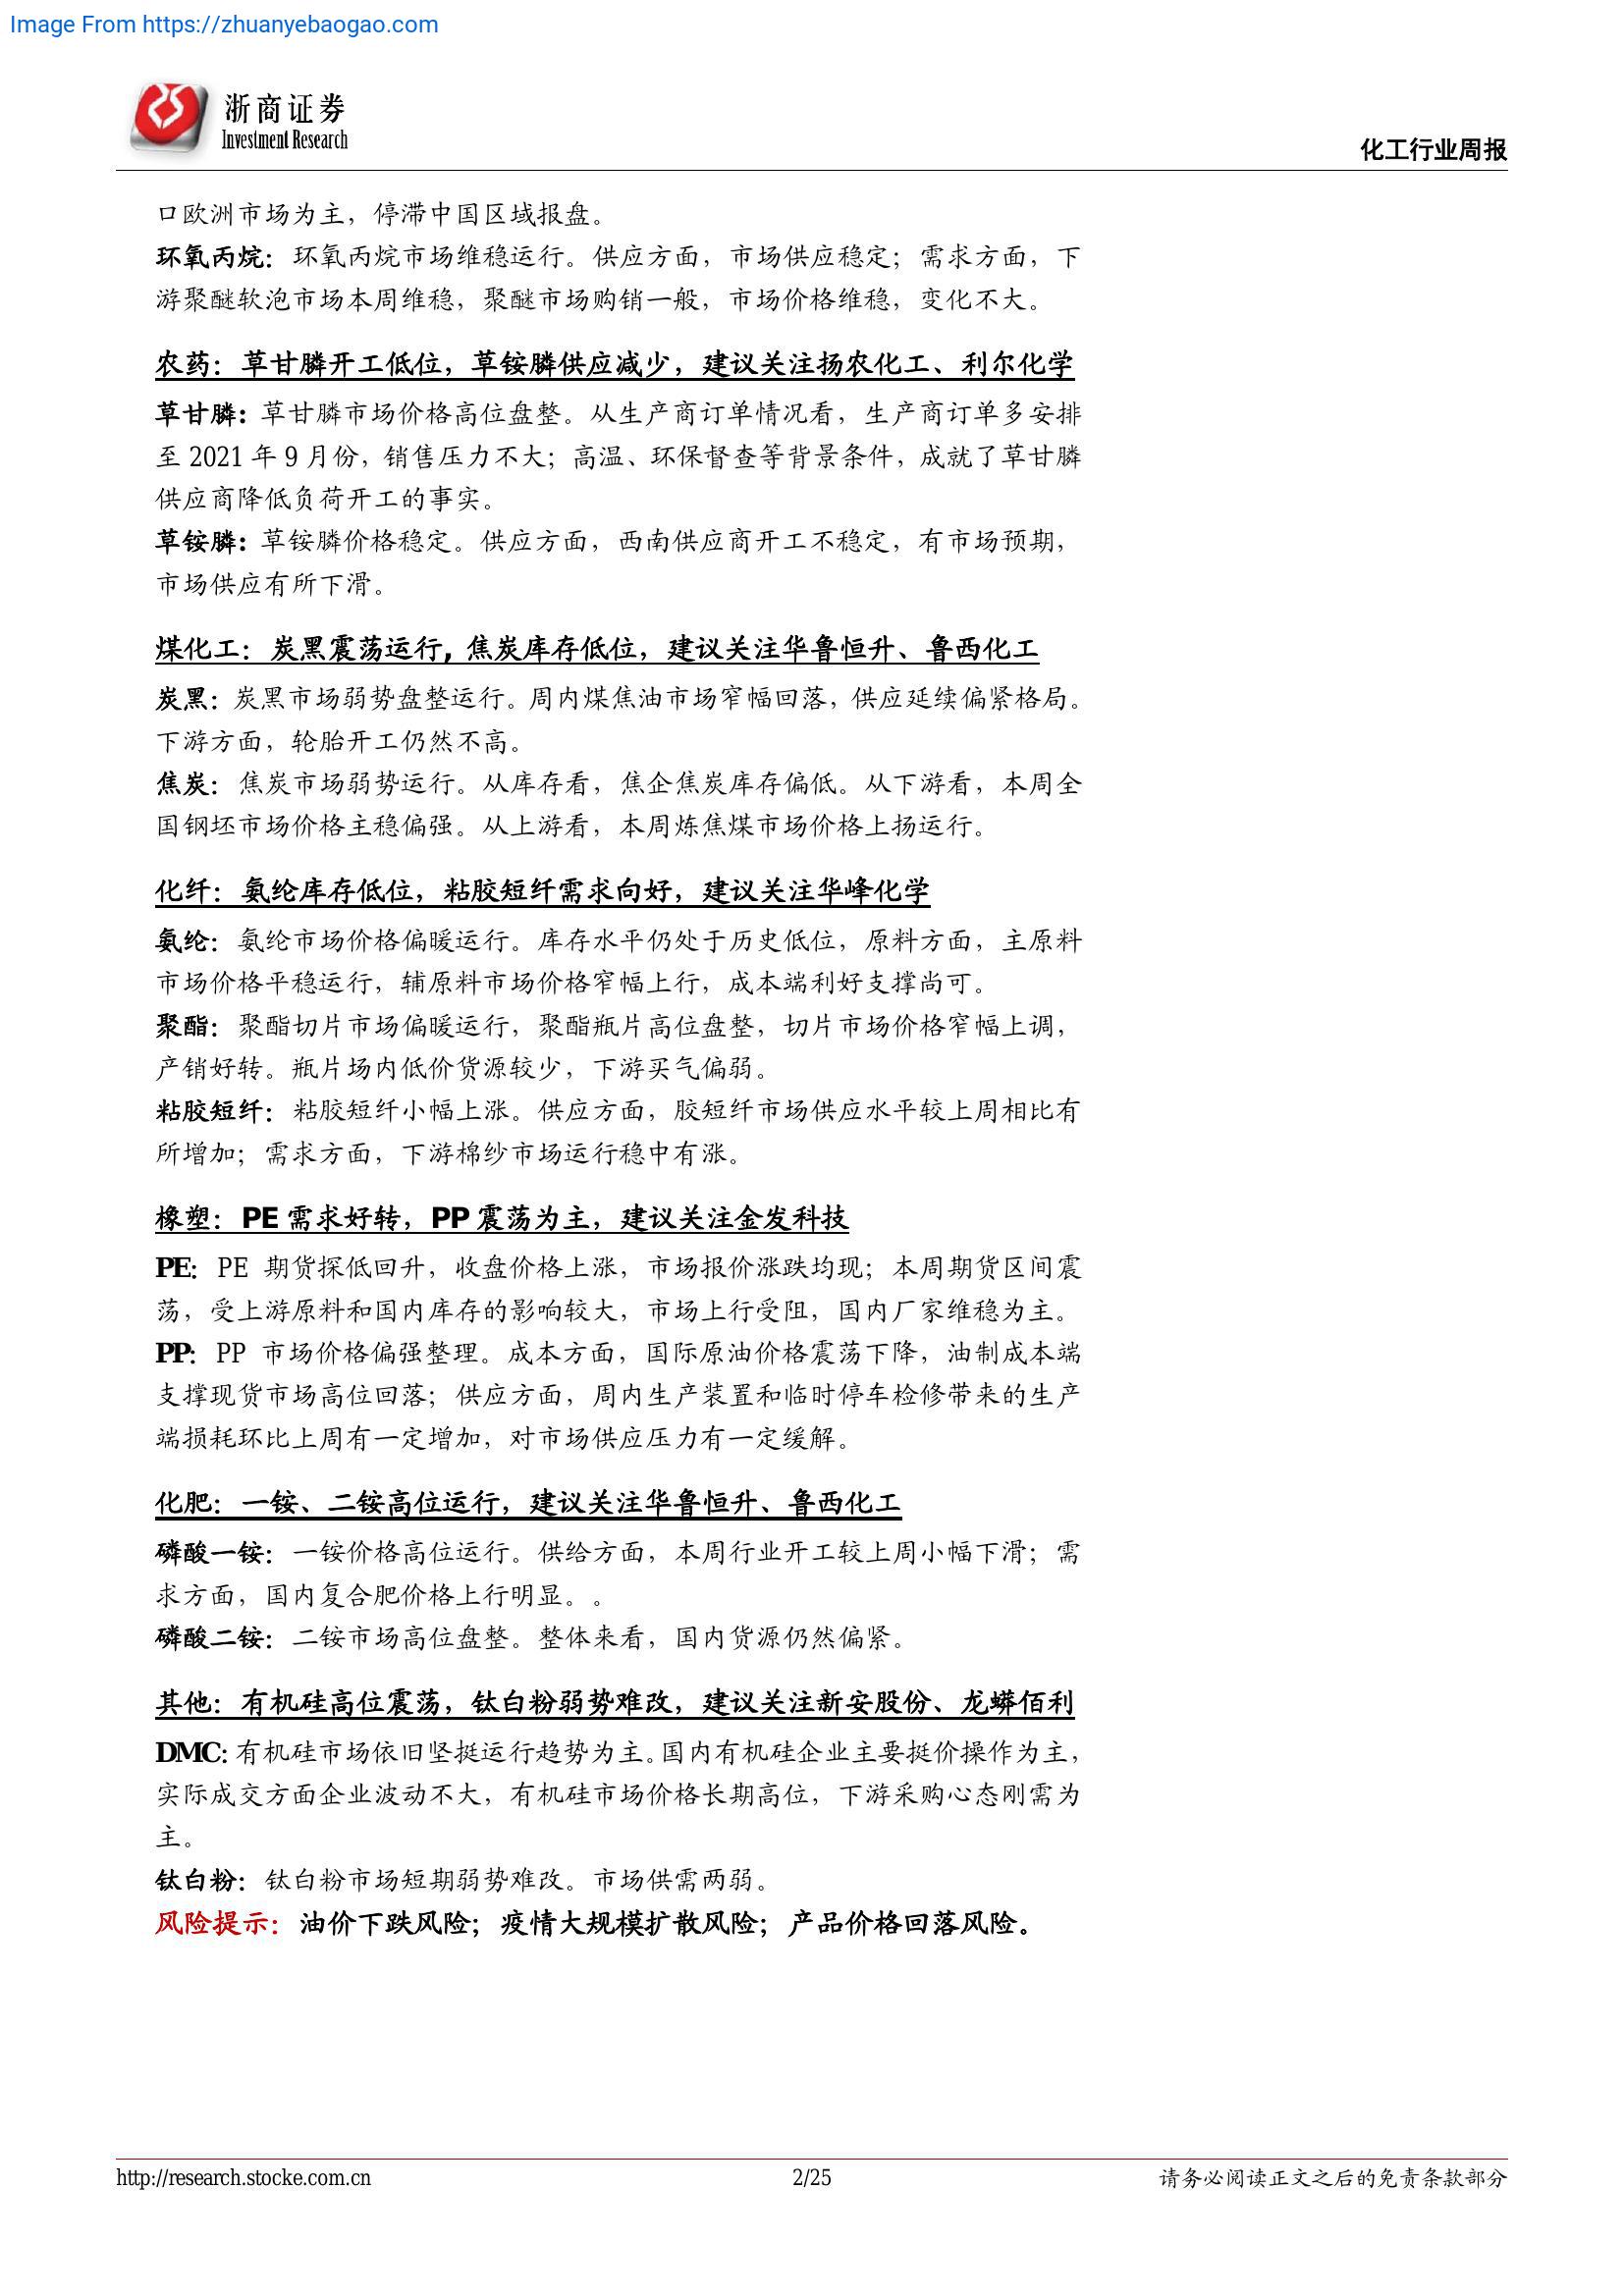 Image From https://zhuanyebaogao.com
浙商证券
Investment Research
化工行业周报
口欧洲市场为主，停滞中国区域报盘。
环氧丙烷：环氧丙烷市场维稳运行。供应方面，市场供应稳定；需求方面，下
游聚醚软泡市场本周维稳，聚醚市场购销一般，市场价格维稳，变化不大。
农药：草甘膦开工低位，草铵膦供应减少，建议关注扬农化工、利尔化学
草甘膦：草甘膦市场价格高位盘整。从生产商订单情况看，生产商订单多安排
至 2021 年 9 月份，销售压力不大；高温、环保督查等背景条件，成就了草甘膦
供应商降低负荷开工的事实。
草铵膦：草铵膦价格稳定。供应方面，西南供应商开工不稳定，有市场预期，
市场供应有所下滑。
煤化工：炭黑震荡运行，焦炭库存低位，建议关注华鲁恒升、鲁西化工
炭黑：炭黑市场弱势盘整运行。周内煤焦油市场窄幅回落，供应延续偏紧格局。
下游方面，轮胎开工仍然不高。
焦炭：焦炭市场弱势运行。从库存看，焦企焦炭库存偏低。从下游看，本周全
国钢坯市场价格主稳偏强。从上游看，本周炼焦煤市场价格上扬运行。
化纤：氨纶库存低位，粘胶短纤需求向好，建议关注华峰化学
氨纶：氨纶市场价格偏暖运行。库存水平仍处于历史低位，原料方面，主原料
市场价格平稳运行，辅原料市场价格窄幅上行，成本端利好支撑尚可。
聚酯：聚酯切片市场偏暖运行，聚酯瓶片高位盘整，切片市场价格窄幅上调，
产销好转。瓶片场内低价货源较少，下游买气偏弱。
粘胶短纤：粘胶短纤小幅上涨。供应方面，胶短纤市场供应水平较上周相比有
所增加；需求方面，下游棉纱市场运行稳中有涨。
橡塑：PE 需求好转，PP 震荡为主，建议关注金发科技
PE：PE 期货探低回升，收盘价格上涨，市场报价涨跌均现；本周期货区间震
荡，受上游原料和国内库存的影响较大，市场上行受阻，国内厂家维稳为主。
PP：PP 市场价格偏强整理。成本方面，国际原油价格震荡下降，油制成本端
支撑现货市场高位回落；供应方面，周内生产装置和临时停车检修带来的生产
端损耗环比上周有一定增加，对市场供应压力有一定缓解。
化肥：一铵、二铵高位运行，建议关注华鲁恒升、鲁西化工
磷酸一铵：一铵价格高位运行。供给方面，本周行业开工较上周小幅下滑；需
求方面，国内复合肥价格上行明显。。
磷酸二铵：二铵市场高位盘整。整体来看，国内货源仍然偏紧。
其他：有机硅高位震荡，钛白粉弱势难改，建议关注新安股份、龙蟒佰利
DMC：有机硅市场依旧坚挺运行趋势为主。国内有机硅企业主要挺价操作为主，
实际成交方面企业波动不大，有机硅市场价格长期高位，下游采购心态刚需为
主。
钛白粉：钛白粉市场短期弱势难改。市场供需两弱。
风险提示：油价下跌风险；疫情大规模扩散风险；产品价格回落风险。
http://research.stocke.com.cn
2/25
请务必阅读正文之后的免责条款部分